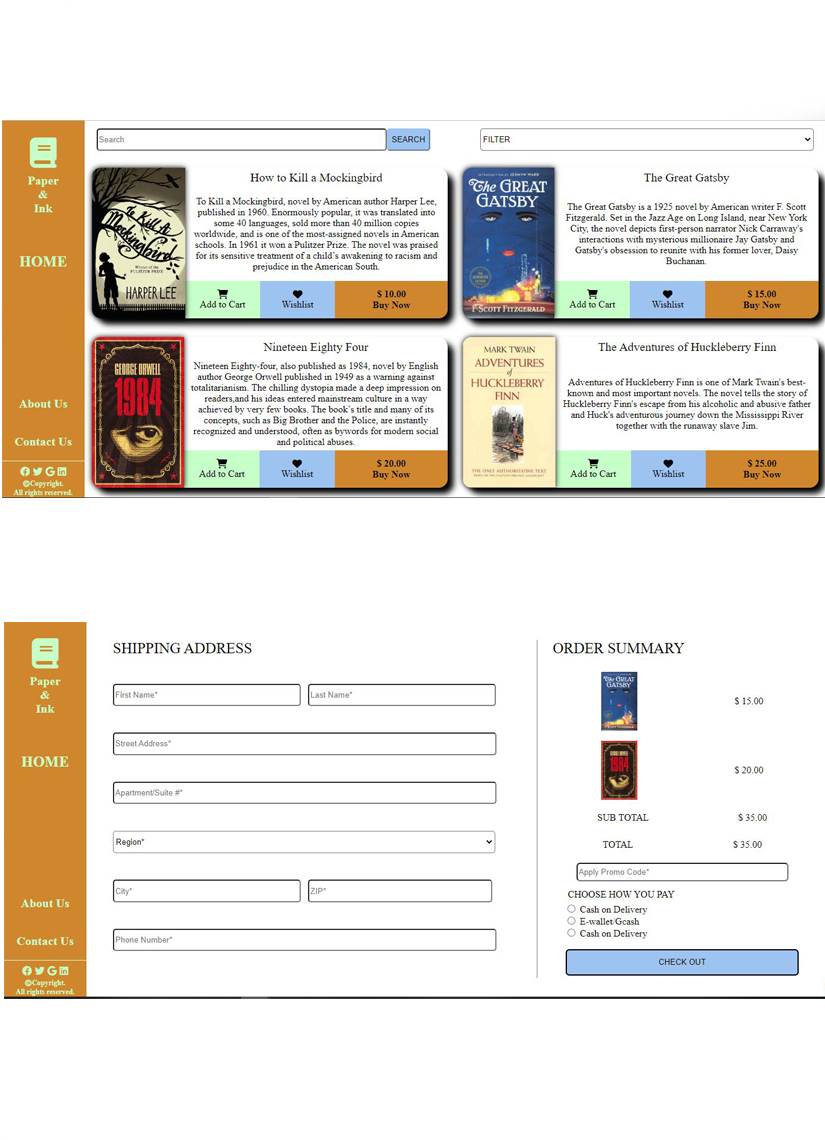 Paper
&
Ink
HOME
About Us
Contact Us
©Copyright.
All rights reserved.
Search
SEARCH
FILTER
To Kill A
Mockingbird
Winner of the
PULITZER PRIZE
HARPER LEE
How to Kill a Mockingbird
To Kill a Mockingbird, novel by American author Harper Lee,
published in 1960. Enormously popular, it was translated into
some 40 languages, sold more than 40 million copies
worldwide, and is one of the most-assigned novels in American
schools. In 1961 it won a Pulitzer Prize. The novel was praised
for its sensitive treatment of a child's awakening to racism and
prejudice in the American South.
Add to Cart
Wishlist
$ 10.00
Buy Now
INTRODUCTION BY JESMYN WARD
The GREAT
GATSBY
F. SCOTT FITZGERALD
The Great Gatsby
The Great Gatsby is a 1925 novel by American writer F. Scott
Fitzgerald. Set in the Jazz Age on Long Island, near New York
City, the novel depicts first-person narrator Nick Carraway's
interactions with mysterious millionaire Jay Gatsby and
Gatsby's obsession to reunite with his former lover, Daisy
Buchanan.
Add to Cart
Wishlist
$ 15.00
Buy Now
GEORGE ORWELL
1984
Nineteen Eighty Four
Nineteen Eighty-four, also published as 1984, novel by English
author George Orwell published in 1949 as a warning against
totalitarianism. The chilling dystopia made a deep impression on
readers,and his ideas entered mainstream culture in a way
achieved by very few books. The book's title and many of its
concepts, such as Big Brother and the Police, are instantly
recognized and understood, often as bywords for modern social
and political abuses.
Add to Cart
Wishlist
$ 20.00
Buy Now
MARK TWAIN
ADVENTURES
of
HUCKLEBERRY
FINN
THE ONLY AUTHORITATIVE TEXT
The Adventures of Huckleberry Finn
Adventures of Huckleberry Finn is one of Mark Twain's best-
known and most important novels. The novel tells the story of
Huckleberry Finn's escape from his alcoholic and abusive father
and Huck's adventurous journey down the Mississippi River
together with the runaway slave Jim.
Add to Cart
Wishlist
$ 25.00
Buy Now
Paper
&
Ink
HOME
About Us
Contact Us
©Copyright.
All rights reserved.
SHIPPING ADDRESS
First Name*
Last Name*
Street Address*
Apartment/Suite #*
Region*
City*
ZIP*
Phone Number*
ORDER SUMMARY
The GREAT
GATSBY
$ 15.00
1984
$ 20.00
SUB TOTAL
$ 35.00
TOTAL
$ 35.00
Apply Promo Code*
CHOOSE HOW YOU PAY
Cash on Delivery
E-wallet/Gcash
Cash on Delivery
CHECK OUT